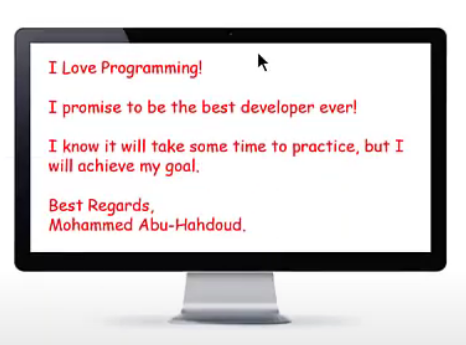 I Love Programming!
I promise to be the best developer ever!
I know it will take some time to practice, but I
will achieve my goal.
Best Regards,
Mohammed Abu-Hahdoud.